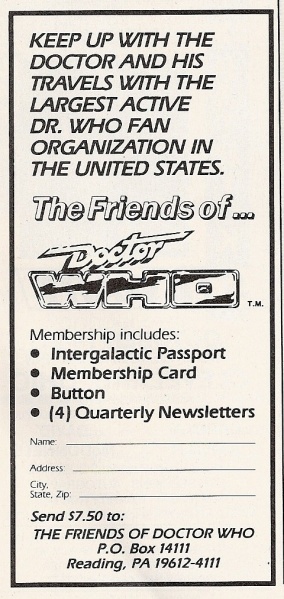 KEEP UP WITH THE
DOCTOR AND HIS
TRAVELS WITH THE
LARGEST ACTIVE
DR. WHO FAN
ORGANIZATION IN
THE UNITED STATES.
The Friends of...
Doctor
WHO T.M.
Membership includes:
● Intergalactic Passport
● Membership Card
● Button
● (4) Quarterly Newsletters
Name:
Address:
City,
State, Zip:
Send $7.50 to:
THE FRIENDS OF DOCTOR WHO
P.O. Box 14111
Reading, PA 19612-4111